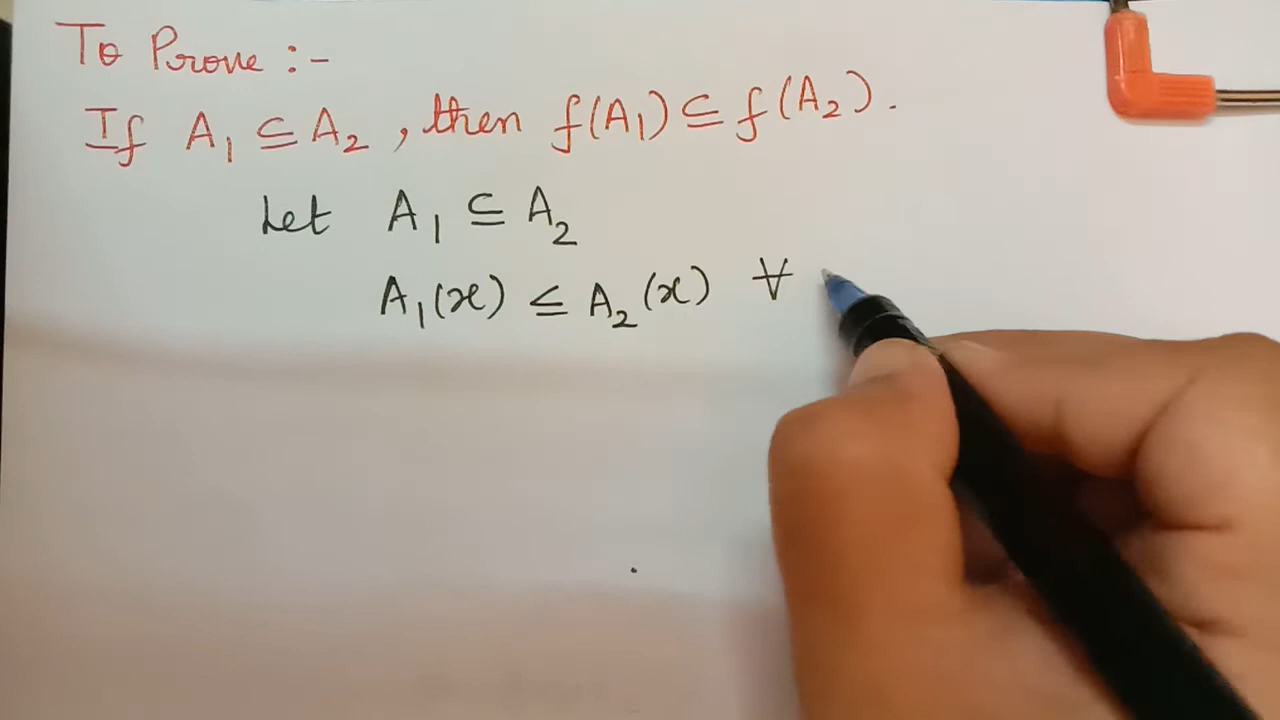 To Prove :-
If A₁ ⊆ A₂ , then f(A₁) ⊆ f(A₂).
Let A₁ ⊆ A₂
A₁(x) ≤ A₂(x) ∀